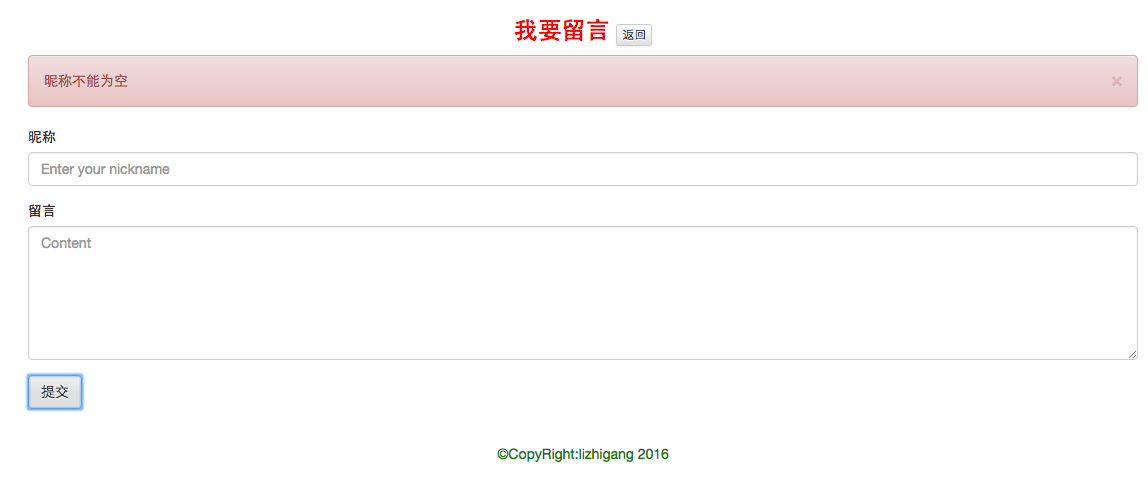 我要留言 返回
昵称不能为空 ×
昵称
Enter your nickname
留言
Content
提交
©CopyRight:lizhigang 2016